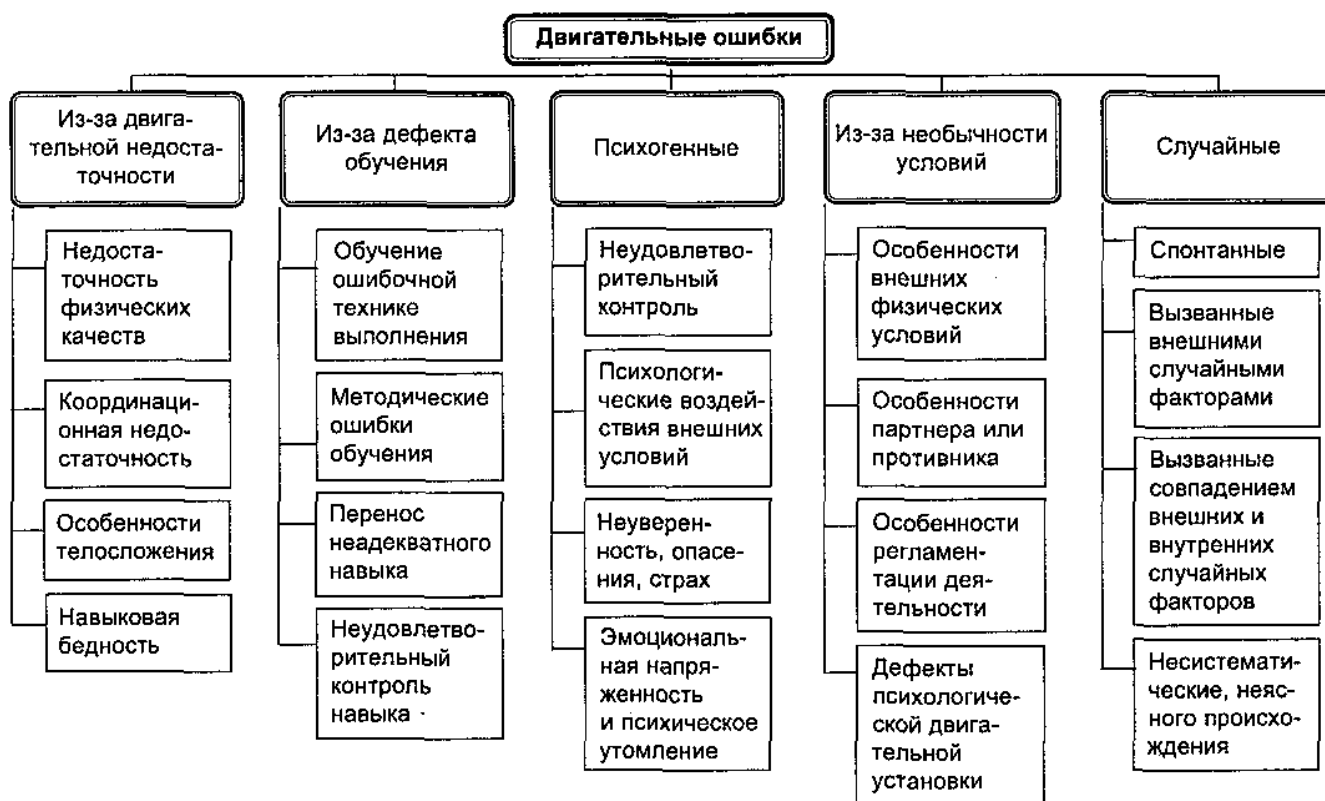 Двигательные ошибки
Из-за двига-
тельной недоста-
точности
Недоста-
точность
физических
качеств
Координаци-
онная недо-
статочность
Особенности
телосложения
Навыковая
бедность
Из-за дефекта
обучения
Обучение
ошибочной
технике
выполнения
Методические
ошибки
обучения
Перенос
неадекватного
навыка
Неудовлетво-
рительный
контроль
навыка
Психогенные
Неудовлетво-
рительный
контроль
Психологи-
ческие воздей-
ствия внешних
условий
Неуверен-
ность, опасе-
ния, страх
Эмоциональ-
ная напря-
женность
и психическое
утомление
Из-за необычности
условий
Особенности
внешних
физических
условий
Особенности
партнера или
противника
Особенности
регламен-
тации дея-
тельности
Дефекты
психологиче-
ской двига-
тельной
установки
Случайные
Спонтанные
Вызванные
внешними
случайными
факторами
Вызванные
совпадением
внешних и
внутренних
случайных
факторов
Несистемати-
ческие, неяс-
ного происхо-
ждения